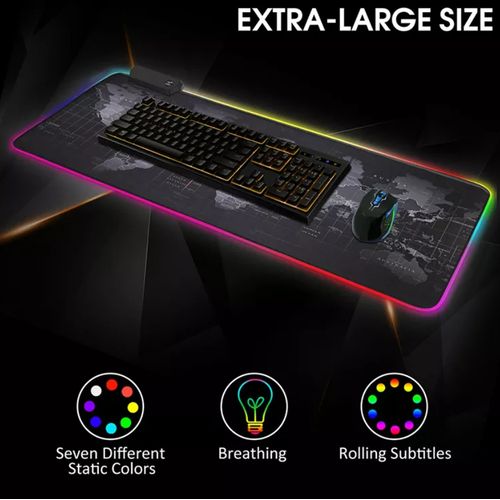 EXTRA-LARGE SIZE
Seven Different
Static Colors
Breathing
Rolling Subtitles